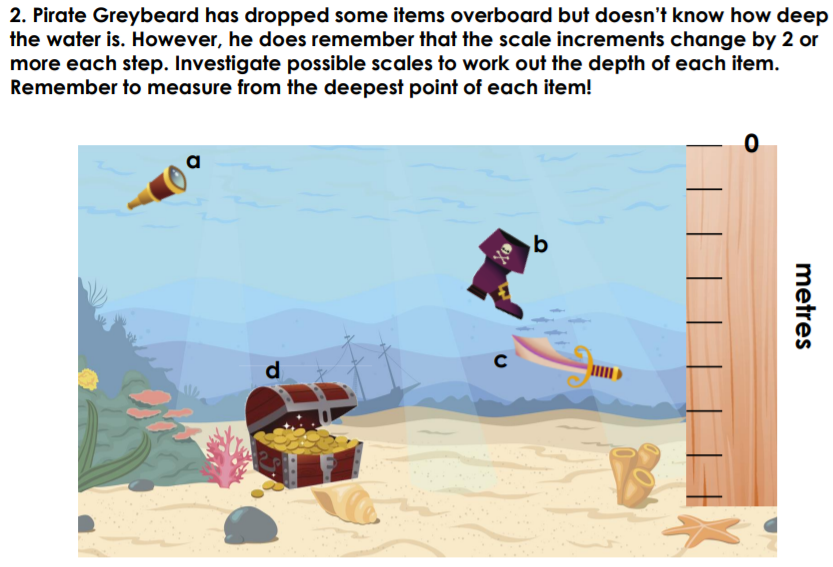 2. Pirate Greybeard has dropped some items overboard but doesn’t know how deep
the water is. However, he does remember that the scale increments change by 2 or
more each step. Investigate possible scales to work out the depth of each item.
Remember to measure from the deepest point of each item!
0
a
b
metres
c
d